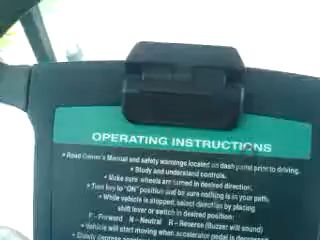 OPERATING INSTRUCTIONS
• Read Owner's Manual and safety warnings located on dash panel prior to driving.
• Study and understand controls.
• Make sure wheels are turned in desired direction.
• Turn key to "ON" position and be sure nothing is in your path.
• While vehicle is stopped, select direction by placing
shift lever or switch in desired position:
F - Forward N - Neutral R - Reverse (Buzzer will sound)
• Vehicle will start moving when accelerator pedal is depressed.
• Slowly depress